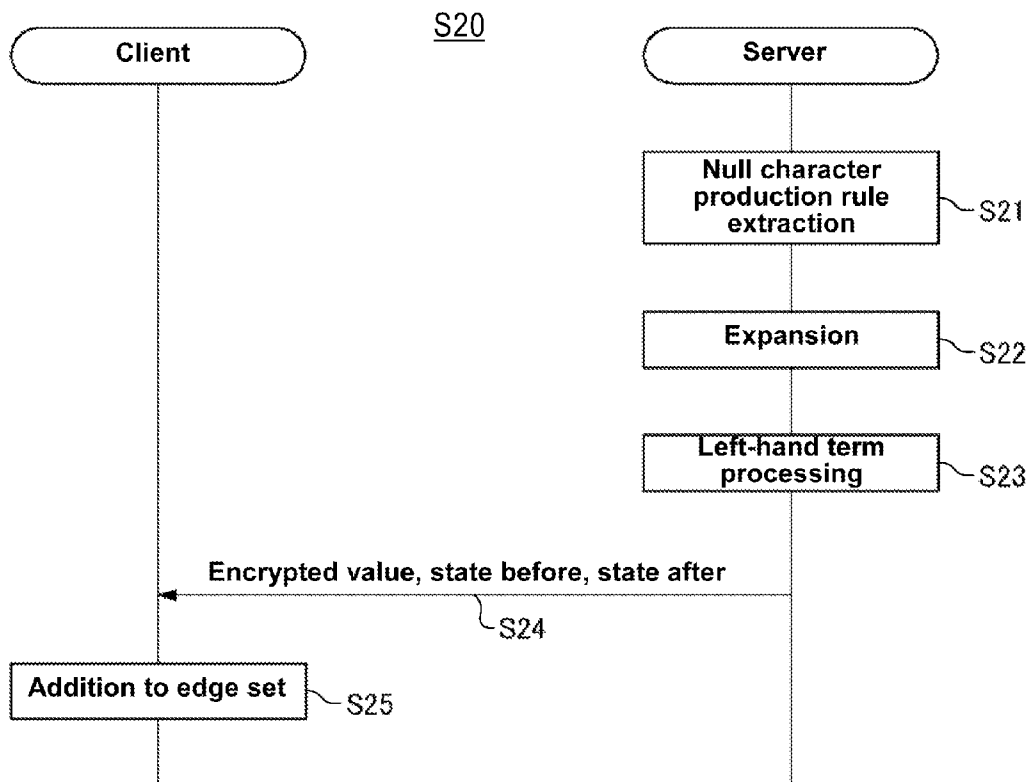 S20
Client
Server
Null character
production rule
extraction
S21
Expansion
S22
Left-hand term
processing
S23
Encrypted value, state before, state after
S24
Addition to edge set
S25